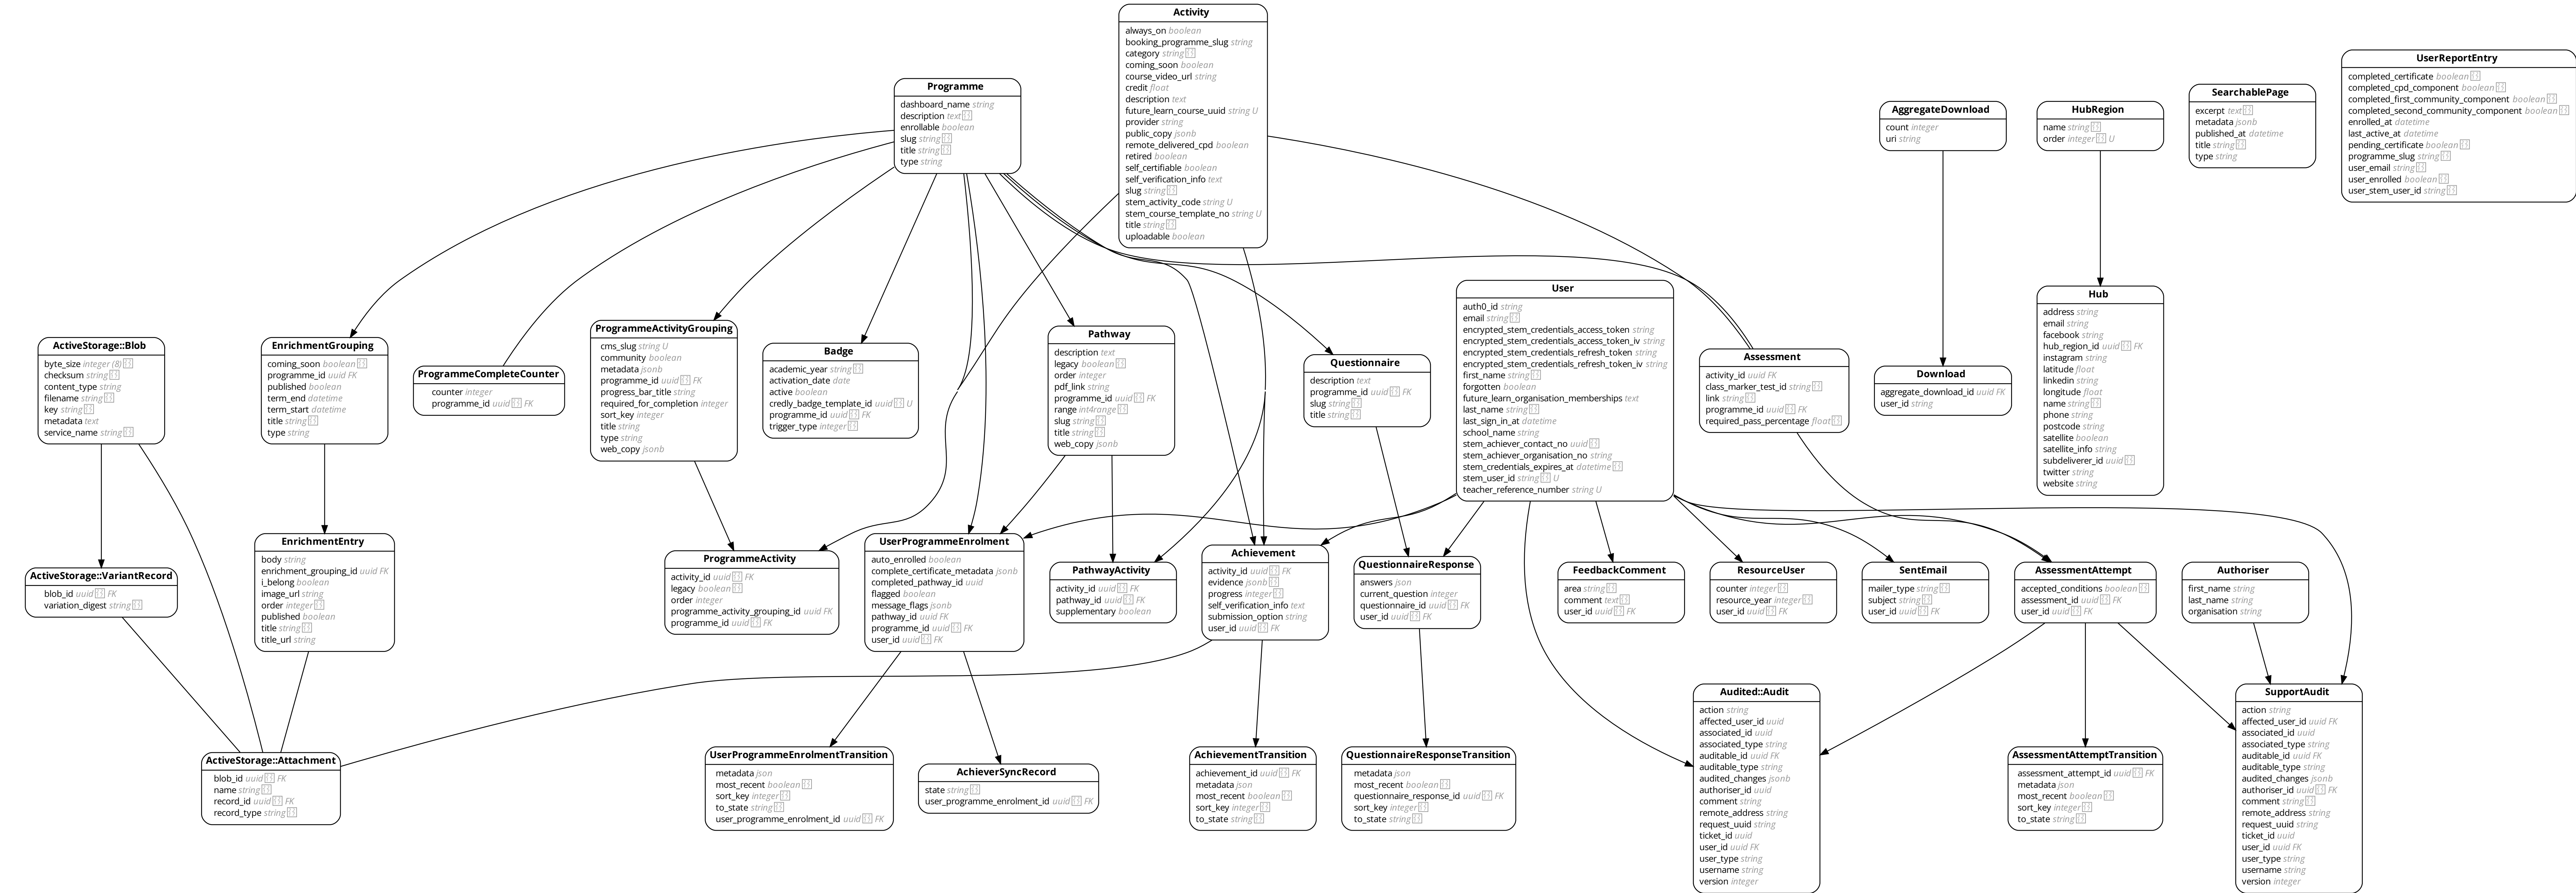 Activity
always_on boolean
booking_programme_slug string
category string
coming_soon boolean
course_video_url string
credit float
description text
future_learn_course_uuid string U
provider string
public_copy jsonb
remote_delivered_cpd boolean
retired boolean
self_certifiable boolean
self_verification_info text
slug string
stem_activity_code string U
stem_course_template_no string U
title string
uploadable boolean
Programme
dashboard_name string
description text
enrollable boolean
slug string
title string
type string
AggregateDownload
count integer
uri string
HubRegion
name string
order integer U
SearchablePage
excerpt text
metadata jsonb
published_at datetime
title string
type string
UserReportEntry
completed_certificate boolean
completed_cpd_component boolean
completed_first_community_component boolean
completed_second_community_component boolean
enrolled_at datetime
last_active_at datetime
pending_certificate boolean
programme_slug string
user_email string
user_enrolled boolean
user_stem_user_id string
ActiveStorage::Blob
byte_size integer (8)
checksum string
content_type string
filename string
key string
metadata text
service_name string
EnrichmentGrouping
coming_soon boolean
programme_id uuid FK
published boolean
term_end datetime
term_start datetime
title string
type string
ProgrammeCompleteCounter
counter integer
programme_id uuid FK
ProgrammeActivityGrouping
cms_slug string U
community boolean
metadata jsonb
programme_id uuid FK
progress_bar_title string
required_for_completion integer
sort_key integer
title string
type string
web_copy jsonb
Badge
academic_year string
activation_date date
active boolean
credly_badge_template_id uuid U
programme_id uuid FK
trigger_type integer
Pathway
description text
legacy boolean
order integer
pdf_link string
programme_id uuid FK
range int4range
slug string
title string
web_copy jsonb
Questionnaire
description text
programme_id uuid FK
slug string
title string
User
auth0_id string
email string
encrypted_stem_credentials_access_token string
encrypted_stem_credentials_access_token_iv string
encrypted_stem_credentials_refresh_token string
encrypted_stem_credentials_refresh_token_iv string
first_name string
forgotten boolean
future_learn_organisation_memberships text
last_name string
last_sign_in_at datetime
school_name string
stem_achiever_contact_no uuid
stem_achiever_organisation_no string
stem_credentials_expires_at datetime
stem_user_id string U
teacher_reference_number string U
Assessment
activity_id uuid FK
class_marker_test_id string
link string
programme_id uuid FK
required_pass_percentage float
Download
aggregate_download_id uuid FK
user_id string
Hub
address string
email string
facebook string
hub_region_id uuid FK
instagram string
latitude float
linkedin string
longitude float
name string
phone string
postcode string
satellite boolean
satellite_info string
subdeliverer_id uuid
twitter string
website string
ActiveStorage::VariantRecord
blob_id uuid FK
variation_digest string
EnrichmentEntry
body string
enrichment_grouping_id uuid FK
i_belong boolean
image_url string
order integer
published boolean
title string
title_url string
ProgrammeActivity
activity_id uuid FK
legacy boolean
order integer
programme_activity_grouping_id uuid FK
programme_id uuid FK
UserProgrammeEnrolment
auto_enrolled boolean
complete_certificate_metadata jsonb
completed_pathway_id uuid
flagged boolean
message_flags jsonb
pathway_id uuid FK
programme_id uuid FK
user_id uuid FK
PathwayActivity
activity_id uuid FK
pathway_id uuid FK
supplementary boolean
Achievement
activity_id uuid FK
evidence jsonb
progress integer
self_verification_info text
submission_option string
user_id uuid FK
QuestionnaireResponse
answers json
current_question integer
questionnaire_id uuid FK
user_id uuid FK
FeedbackComment
area string
comment text
user_id uuid FK
ResourceUser
counter integer
resource_year integer
user_id uuid FK
SentEmail
mailer_type string
subject string
user_id uuid FK
AssessmentAttempt
accepted_conditions boolean
assessment_id uuid FK
user_id uuid FK
Authoriser
first_name string
last_name string
organisation string
ActiveStorage::Attachment
blob_id uuid FK
name string
record_id uuid FK
record_type string
UserProgrammeEnrolmentTransition
metadata json
most_recent boolean
sort_key integer
to_state string
user_programme_enrolment_id uuid FK
AchieverSyncRecord
state string
user_programme_enrolment_id uuid FK
AchievementTransition
achievement_id uuid FK
metadata json
most_recent boolean
sort_key integer
to_state string
QuestionnaireResponseTransition
metadata json
most_recent boolean
questionnaire_response_id uuid FK
sort_key integer
to_state string
Audited::Audit
action string
affected_user_id uuid
associated_id uuid
associated_type string
auditable_id uuid FK
auditable_type string
audited_changes jsonb
authoriser_id uuid
comment string
remote_address string
request_uuid string
ticket_id uuid
user_id uuid FK
user_type string
username string
version integer
AssessmentAttemptTransition
assessment_attempt_id uuid FK
metadata json
most_recent boolean
sort_key integer
to_state string
SupportAudit
action string
affected_user_id uuid FK
associated_id uuid
associated_type string
auditable_id uuid FK
auditable_type string
audited_changes jsonb
authoriser_id uuid FK
comment string
remote_address string
request_uuid string
ticket_id uuid
user_id uuid FK
user_type string
username string
version integer